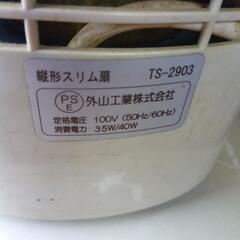 縦形スリム扇 TS-2903
PS
E
外山工業株式会社
定格電圧 100V (50Hz/60Hz)
消費電力 35W/40W